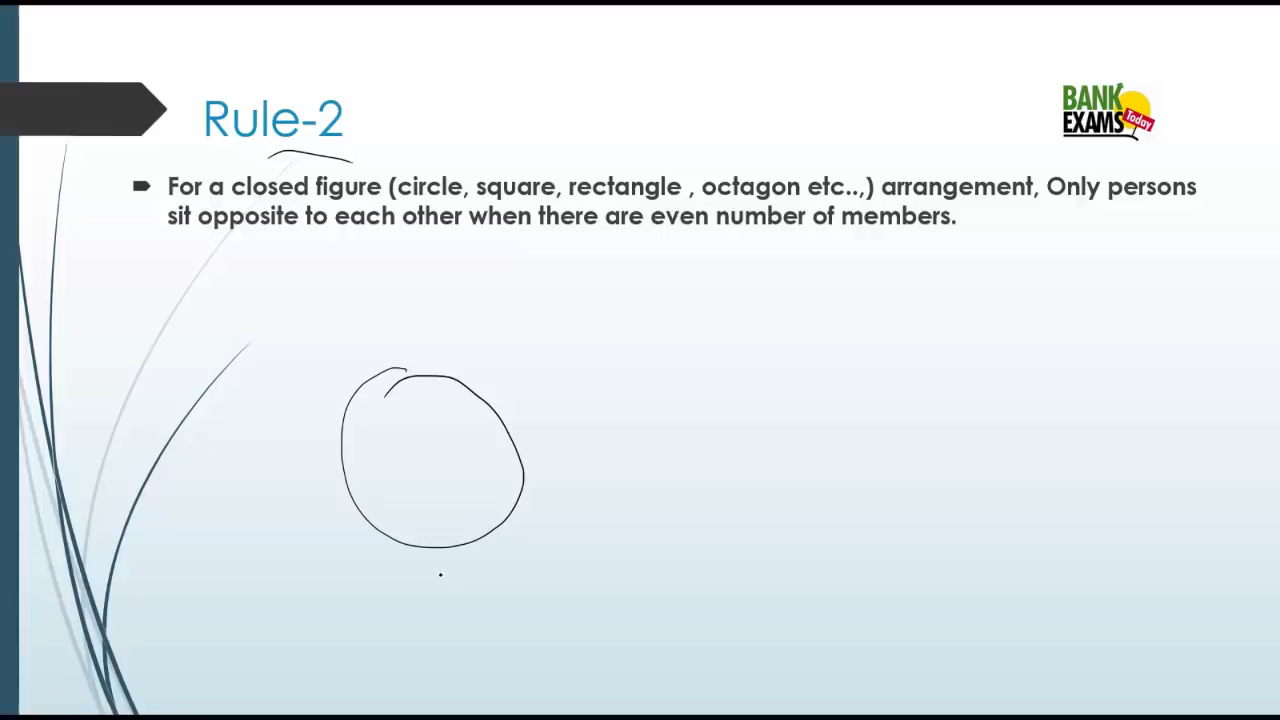 BANK
EXAMS Today
Rule-2
For a closed figure (circle, square, rectangle , octagon etc..,) arrangement, Only persons
sit opposite to each other when there are even number of members.